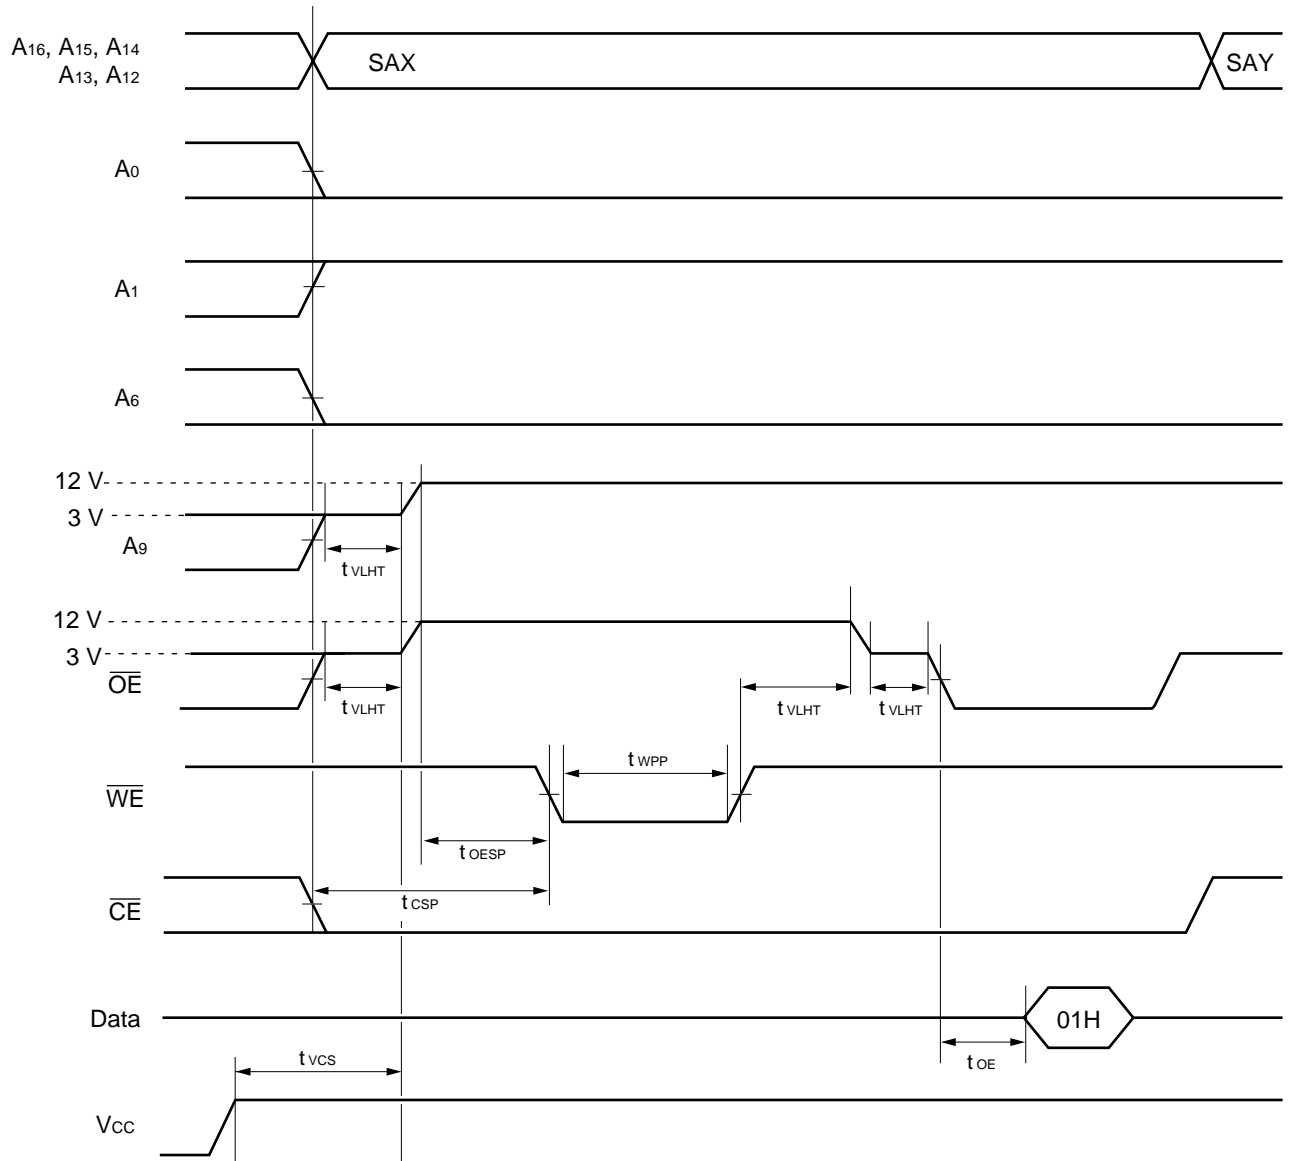 A16, A15, A14
A13, A12
SAX
SAY
A0
A1
A6
12 V
3 V
A9
t VLHT
12 V
3 V
OE
t VLHT
t VLHT
t VLHT
t WPP
WE
t OESP
t CSP
CE
Data
01H
t OE
t VCS
VCC